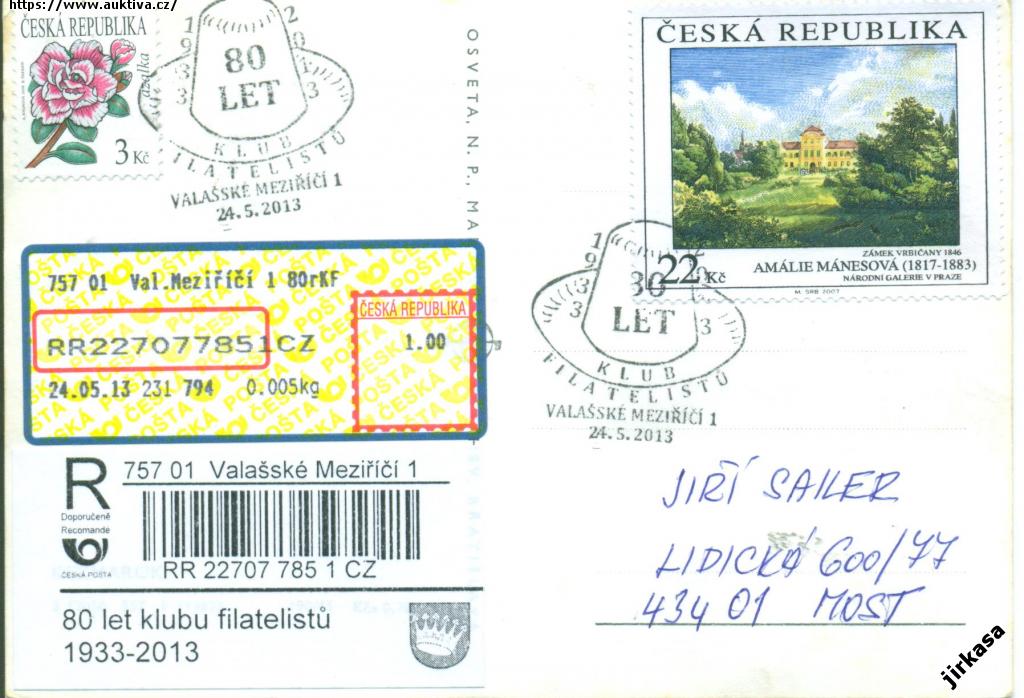 https://www.auktiva.cz/
ČESKÁ REPUBLIKA
azalka
3 Kč
1933 2013
80
LET
KLUB
FILATELISTŮ
VALAŠSKÉ MEZIŘÍČÍ 1
24.5.2013
OSVETA, N. P., MA
ČESKÁ REPUBLIKA
22 Kč
ZÁMEK VRBIČANY 1846
AMÁLIE MÁNESOVÁ (1817-1883)
NÁRODNÍ GALERIE V PRAZE
M. SRB 2007
1933 2013
80
LET
KLUB
FILATELISTŮ
VALAŠSKÉ MEZIŘÍČÍ 1
24.5.2013
757 01 Val.Meziříčí 1 80rKF
ČESKÁ REPUBLIKA
RR227077851CZ
1.00
24.05.13 231 794 0.005kg
ČESKÁ POŠTA
R
757 01 Valašské Meziříčí 1
Doporučeně
Recomande
ČESKÁ POŠTA
RR 22707 785 1 CZ
80 let klubu filatelistů
1933-2013
JIŘÍ SAILER
LIDICKÁ 600/77
434 01 MOST
jirkasa